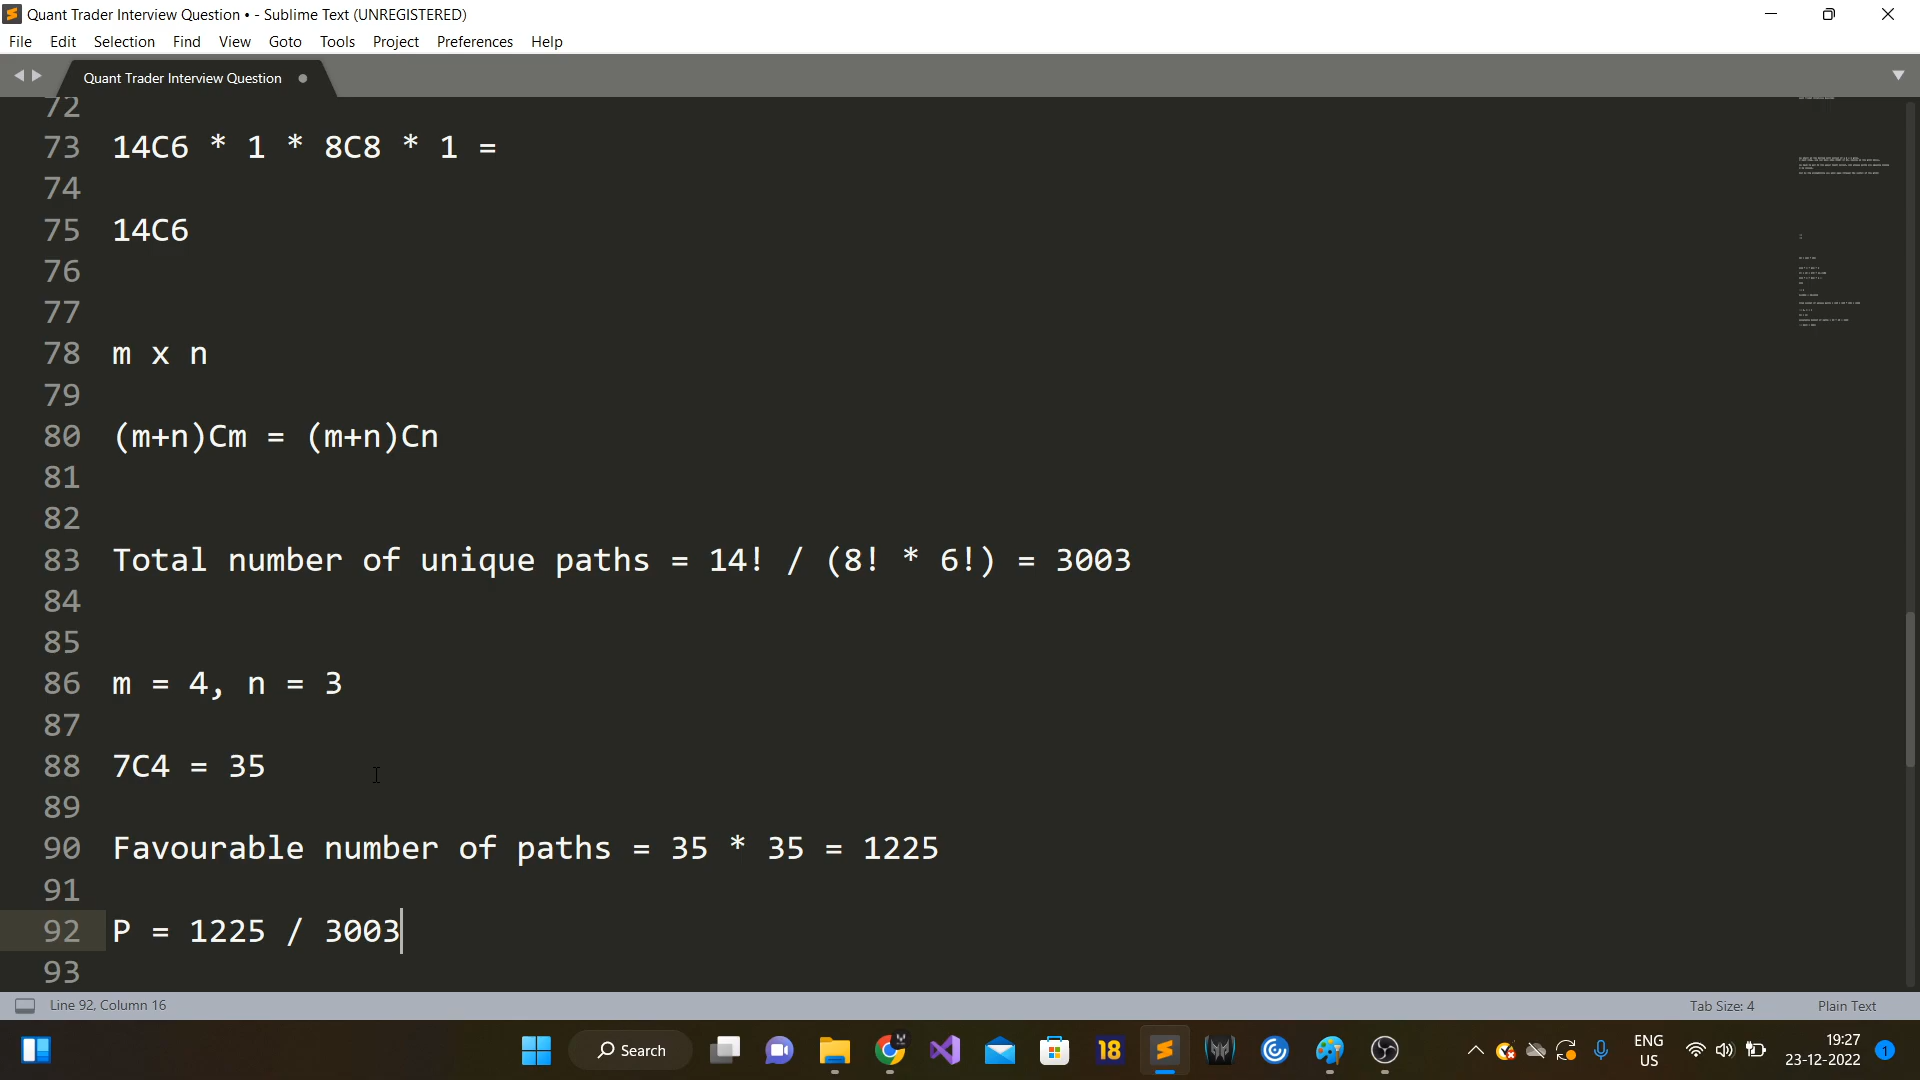 Quant Trader Interview Question • - Sublime Text (UNREGISTERED)
File Edit Selection Find View Goto Tools Project Preferences Help
Quant Trader Interview Question
72
73 14C6 * 1 * 8C8 * 1 =
74
75 14C6
76
77
78 m x n
79
80 (m+n)Cm = (m+n)Cn
81
82
83 Total number of unique paths = 14! / (8! * 6!) = 3003
84
85
86 m = 4, n = 3
87
88 7C4 = 35
89
90 Favourable number of paths = 35 * 35 = 1225
91
92 P = 1225 / 3003
93
Line 92, Column 16 Tab Size: 4 Plain Text
Search 18 ENG US 19:27 23-12-2022 1